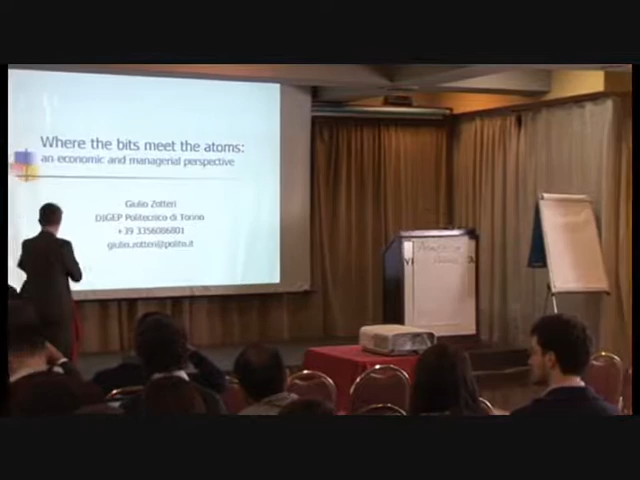 Where the bits meet the atoms:
an economic and managerial perspective
Giulio Zotteri
DIGEP Politecnico di Torino
+39 3356086801
giulio.zotteri@polito.it